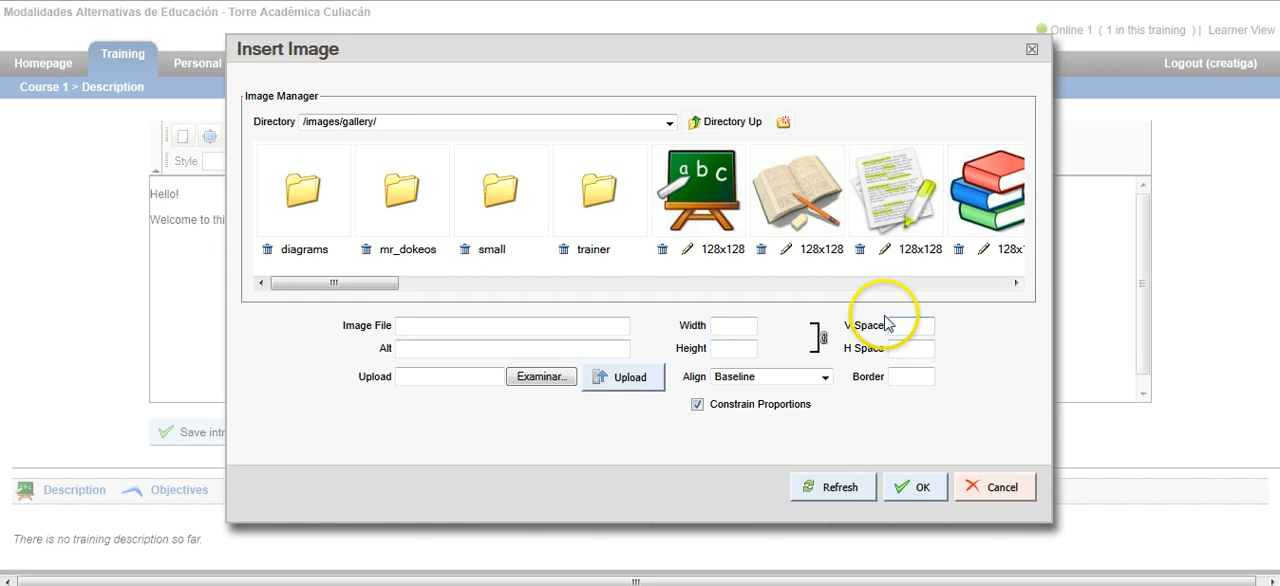 Modalidades Alternativas de Educación - Torre Académica Culiacán
Online 1 ( 1 in this training ) | Learner View
Homepage
Training
Personal
Logout (creatiga)
Course 1 > Description
Insert Image
Image Manager
Directory /images/gallery/
Directory Up
abc
diagrams
mr_dokeos
small
trainer
128x128
128x128
128x128
128x1
Style
Hello!
Welcome to thi
Image File
Alt
Upload
Examinar...
Upload
Width
Height
Align Baseline
Constrain Proportions
V Space
H Space
Border
Save intr
Refresh
OK
Cancel
Description
Objectives
There is no training description so far.